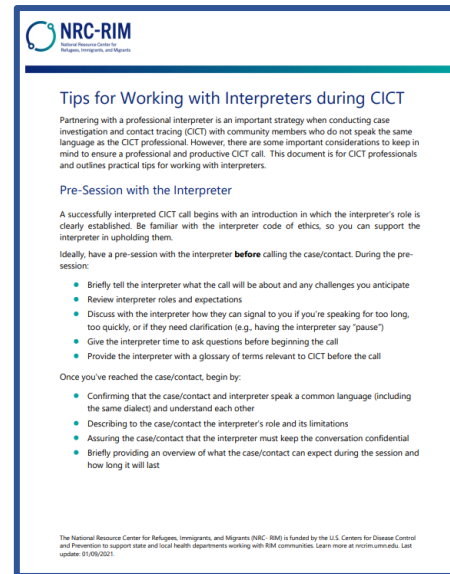 NRC-RIM
National Resource Center for
Refugees, Immigrants, and Migrants
Tips for Working with Interpreters during CICT
Partnering with a professional interpreter is an important strategy when conducting case
investigation and contact tracing (CICT) with community members who do not speak the same
language as the CICT professional. However, there are some important considerations to keep in
mind to ensure a professional and productive CICT call. This document is for CICT professionals
and outlines practical tips for working with interpreters.
Pre-Session with the Interpreter
A successfully interpreted CICT call begins with an introduction in which the interpreter's role is
clearly established. Be familiar with the interpreter code of ethics, so you can support the
interpreter in upholding them.
Ideally, have a pre-session with the interpreter before calling the case/contact. During the pre-
session:
• Briefly tell the interpreter what the call will be about and any challenges you anticipate
• Review interpreter roles and expectations
• Discuss with the interpreter how they can signal to you if you're speaking for too long,
too quickly, or if they need clarification (e.g., having the interpreter say "pause")
• Give the interpreter time to ask questions before beginning the call
• Provide the interpreter with a glossary of terms relevant to CICT before the call
Once you've reached the case/contact, begin by:
• Confirming that the case/contact and interpreter speak a common language (including
the same dialect) and understand each other
• Describing to the case/contact the interpreter's role and its limitations
• Assuring the case/contact that the interpreter must keep the conversation confidential
• Briefly providing an overview of what the case/contact can expect during the session and
how long it will last
The National Resource Center for Refugees, Immigrants, and Migrants (NRC- RIM) is funded by the U.S. Centers for Disease Control
and Prevention to support state and local health departments working with RIM communities. Learn more at nrcrim.umn.edu. Last
update: 01/09/2021.